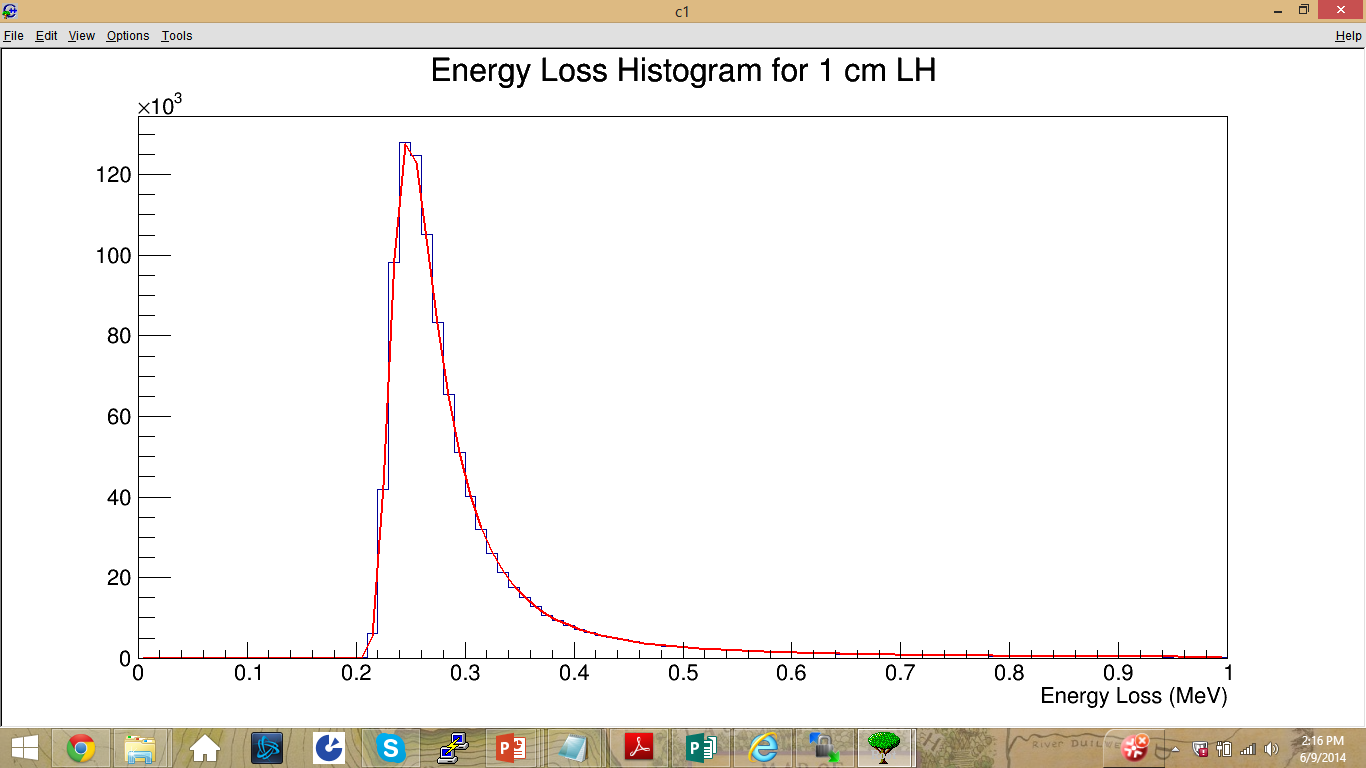 c1
File Edit View Options Tools Help
Energy Loss Histogram for 1 cm LH
×10³
120
100
80
60
40
20
0
0 0.1 0.2 0.3 0.4 0.5 0.6 0.7 0.8 0.9 1
Energy Loss (MeV)
River
2:16 PM
6/9/2014